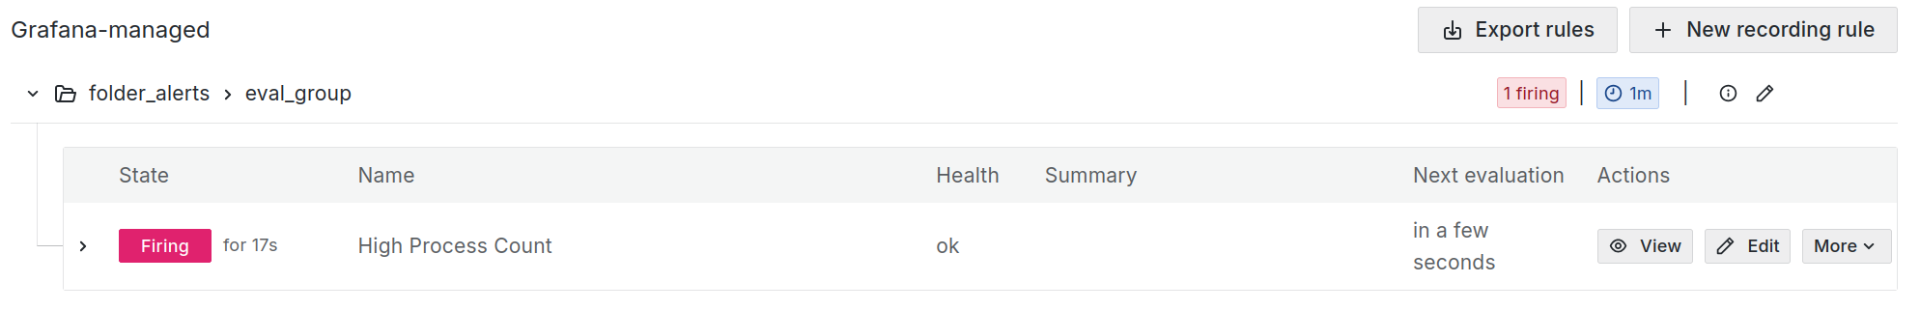 Grafana-managed
Export rules
+ New recording rule
folder_alerts > eval_group
1 firing | 1m |
State Name Health Summary Next evaluation Actions
Firing for 17s High Process Count ok in a few View Edit More
seconds